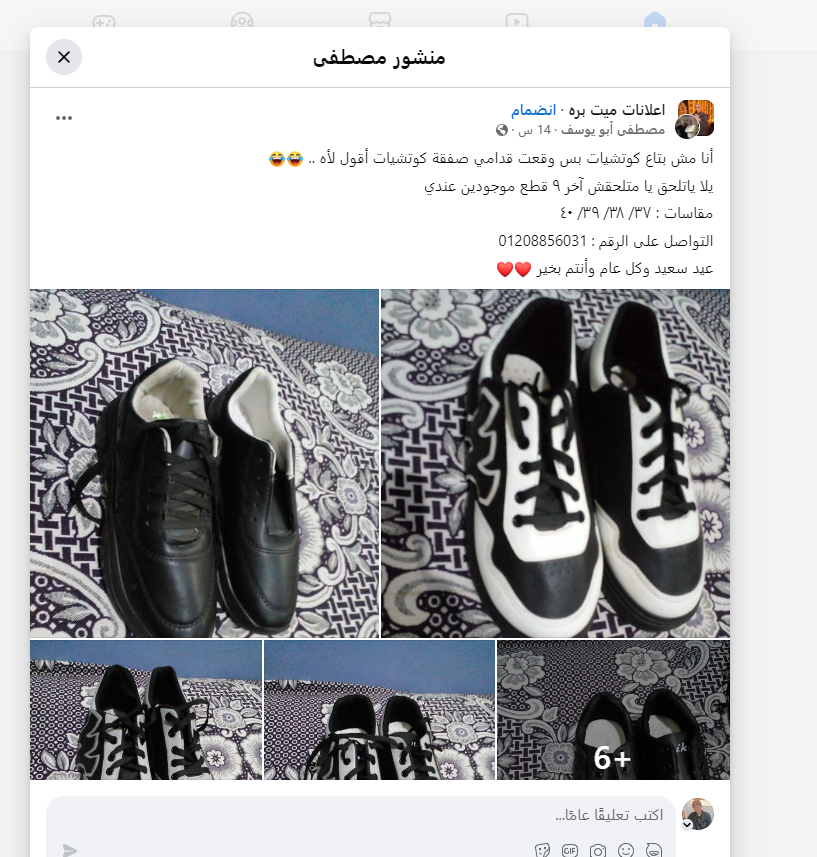 منشور مصطفى
اعلانات ميت بره · انضمام
مصطفى أبو يوسف · 14 س ·
أنا مش بتاع كوتشيات بس وقعت قدامي صفقة كوتشيات أقول لأه .. 😂😂
يلا ياتلحق يا متلحقش آخر ٩ قطع موجودين عندي
مقاسات : ٣٧/ ٣٨/ ٣٩/ ٤٠
التواصل على الرقم : 01208856031
عيد سعيد وكل عام وأنتم بخير ❤️❤️
6+
اكتب تعليقًا عامًا...
GIF